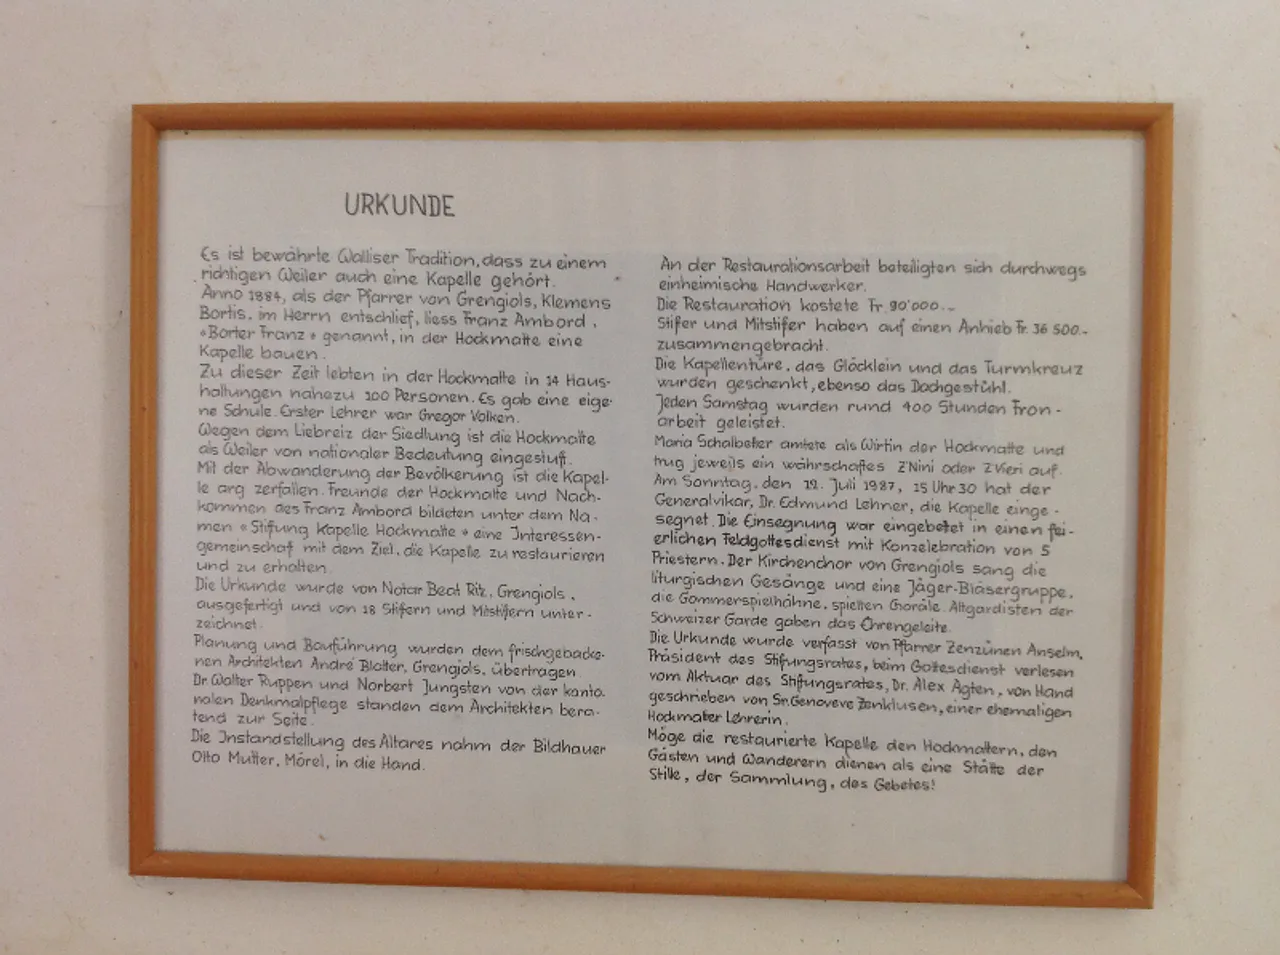 URKUNDE
Es ist bewährte Walliser Tradition, dass zu einem
richtigen Weiler auch eine Kapelle gehört.
Anno 1884, als der Pfarrer von Grengiols, Klemens
Bortis, im Herrn entschlief, liess Franz Ambord,
«Borter Franz» genannt, in der Hockmatte eine
Kapelle bauen.
Zu dieser Zeit lebten in der Hockmatte in 14 Haus-
haltungen nahezu 100 Personen. Es gab eine eige-
ne Schule. Erster Lehrer war Gregor Volken.
Wegen dem Liebreiz der Siedlung ist die Hockmatte
als Weiler von nationaler Bedeutung eingestuft.
Mit der Abwanderung der Bevölkerung ist die Kapel-
le arg zerfallen. Freunde der Hockmatte und Nach-
kommen des Franz Ambord bildeten unter dem Na-
men «Stiftung Kapelle Hockmatte» eine Interessen-
gemeinschaft mit dem Ziel, die Kapelle zu restaurieren
und zu erhalten.
Die Urkunde wurde von Notar Beat Ritz, Grengiols,
ausgefertigt und von 18 Stiftern und Mitstiftern unter-
zeichnet.
Planung und Bauführung wurden dem frischgebacke-
nen Architekten André Blatter, Grengiols, übertragen
Dr. Walter Ruppen und Norbert Jungsten von der kanto-
nalen Denkmalpflege standen dem Architekten bera-
tend zur Seite.
Die Instandstellung des Altares nahm der Bildhauer
Otto Mutter, Mörel, in die Hand.
An der Restaurationsarbeit beteiligten sich durchwegs
einheimische Handwerker.
Die Restauration kostete Fr. 90'000.-
Stifter und Mitstifter haben auf einen Anhieb Fr. 36 500.-
zusammengebracht.
Die Kapellentüre, das Glöcklein und das Turmkreuz
wurden geschenkt, ebenso das Dachgestühl.
Jeden Samstag wurden rund 400 Stunden Fron-
arbeit geleistet.
Maria Schalbetter amtete als Wirtin der Hockmatte und
trug jeweils ein währschaftes Z'Nini oder Z'Vieri auf.
Am Sonntag, den 12. Juli 1987, 15 Uhr 30 hat der
Generalvikar, Dr. Edmund Lehner, die Kapelle einge-
segnet. Die Einsegnung war eingebettet in einen fei-
erlichen Feldgottesdienst mit Konzelebration von 5
Priestern. Der Kirchenchor von Grengiols sang die
liturgischen Gesänge und eine Jäger-Bläsergruppe,
die Gommerspielhähne, spielten Choräle. Altgardisten der
Schweizer Garde gaben das Ehrengeleite.
Die Urkunde wurde verfasst von Pfarrer Zenzünen Anselm,
Präsident des Stiftungsrates, beim Gottesdienst verlesen
vom Aktuar des Stiftungsrates, Dr. Alex Agten, von Hand
geschrieben von Sr. Genoveve Zenklusen, einer ehemaligen
Hockmatter Lehrerin.
Möge die restaurierte Kapelle den Hockmattern, den
Gästen und Wanderern dienen als eine Stätte der
Stille, der Sammlung, des Gebetes!